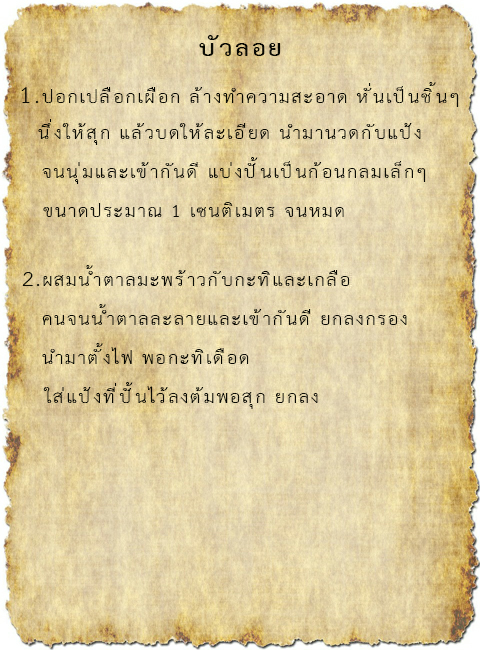 บัวลอย
1.ปอกเปลือกเผือก ล้างทำความสะอาด หั่นเป็นชิ้นๆ
นึ่งให้สุก แล้วบดให้ละเอียด นำมานวดกับแป้ง
จนนุ่มและเข้ากันดี แบ่งปั้นเป็นก้อนกลมเล็กๆ
ขนาดประมาณ 1 เซนติเมตร จนหมด
2.ผสมน้ำตาลมะพร้าวกับกะทิและเกลือ
คนจนน้ำตาลละลายและเข้ากันดี ยกลงกรอง
นำมาตั้งไฟ พอกะทิเดือด
ใส่แป้งที่ปั้นไว้ลงต้มพอสุก ยกลง